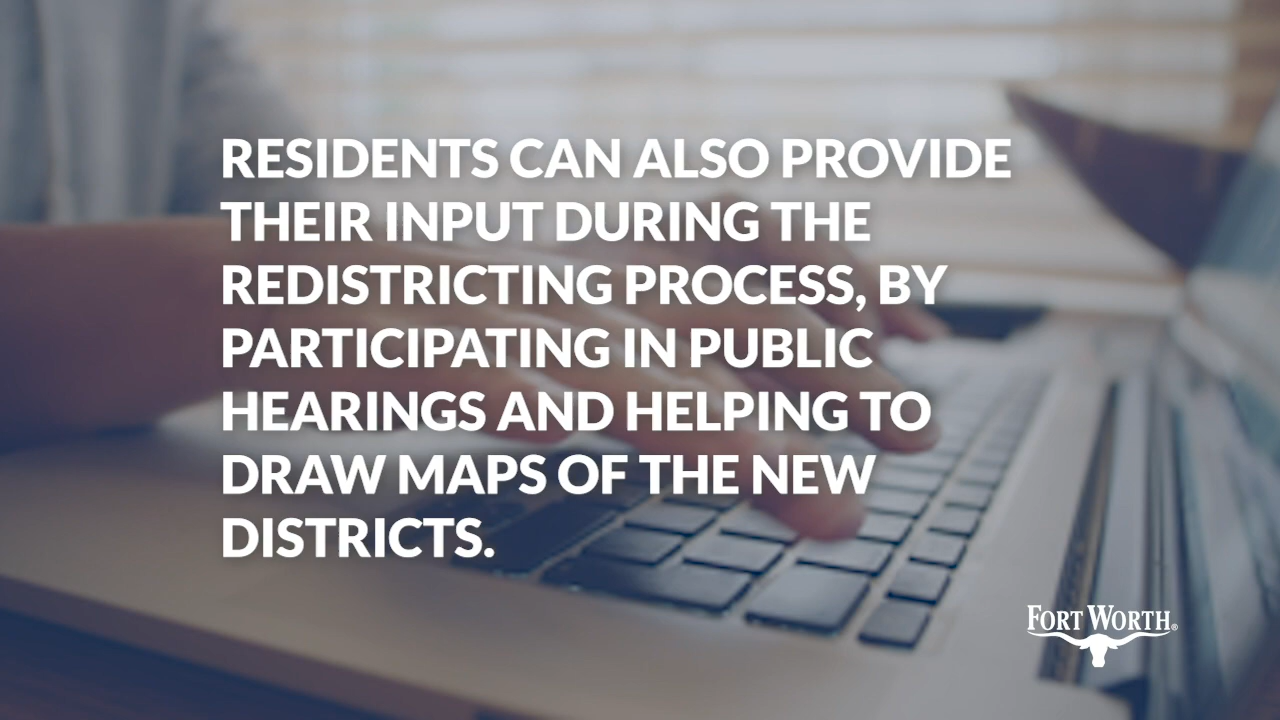 RESIDENTS CAN ALSO PROVIDE
THEIR INPUT DURING THE
REDISTRICTING PROCESS, BY
PARTICIPATING IN PUBLIC
HEARINGS AND HELPING TO
DRAW MAPS OF THE NEW
DISTRICTS.
FORT WORTH®